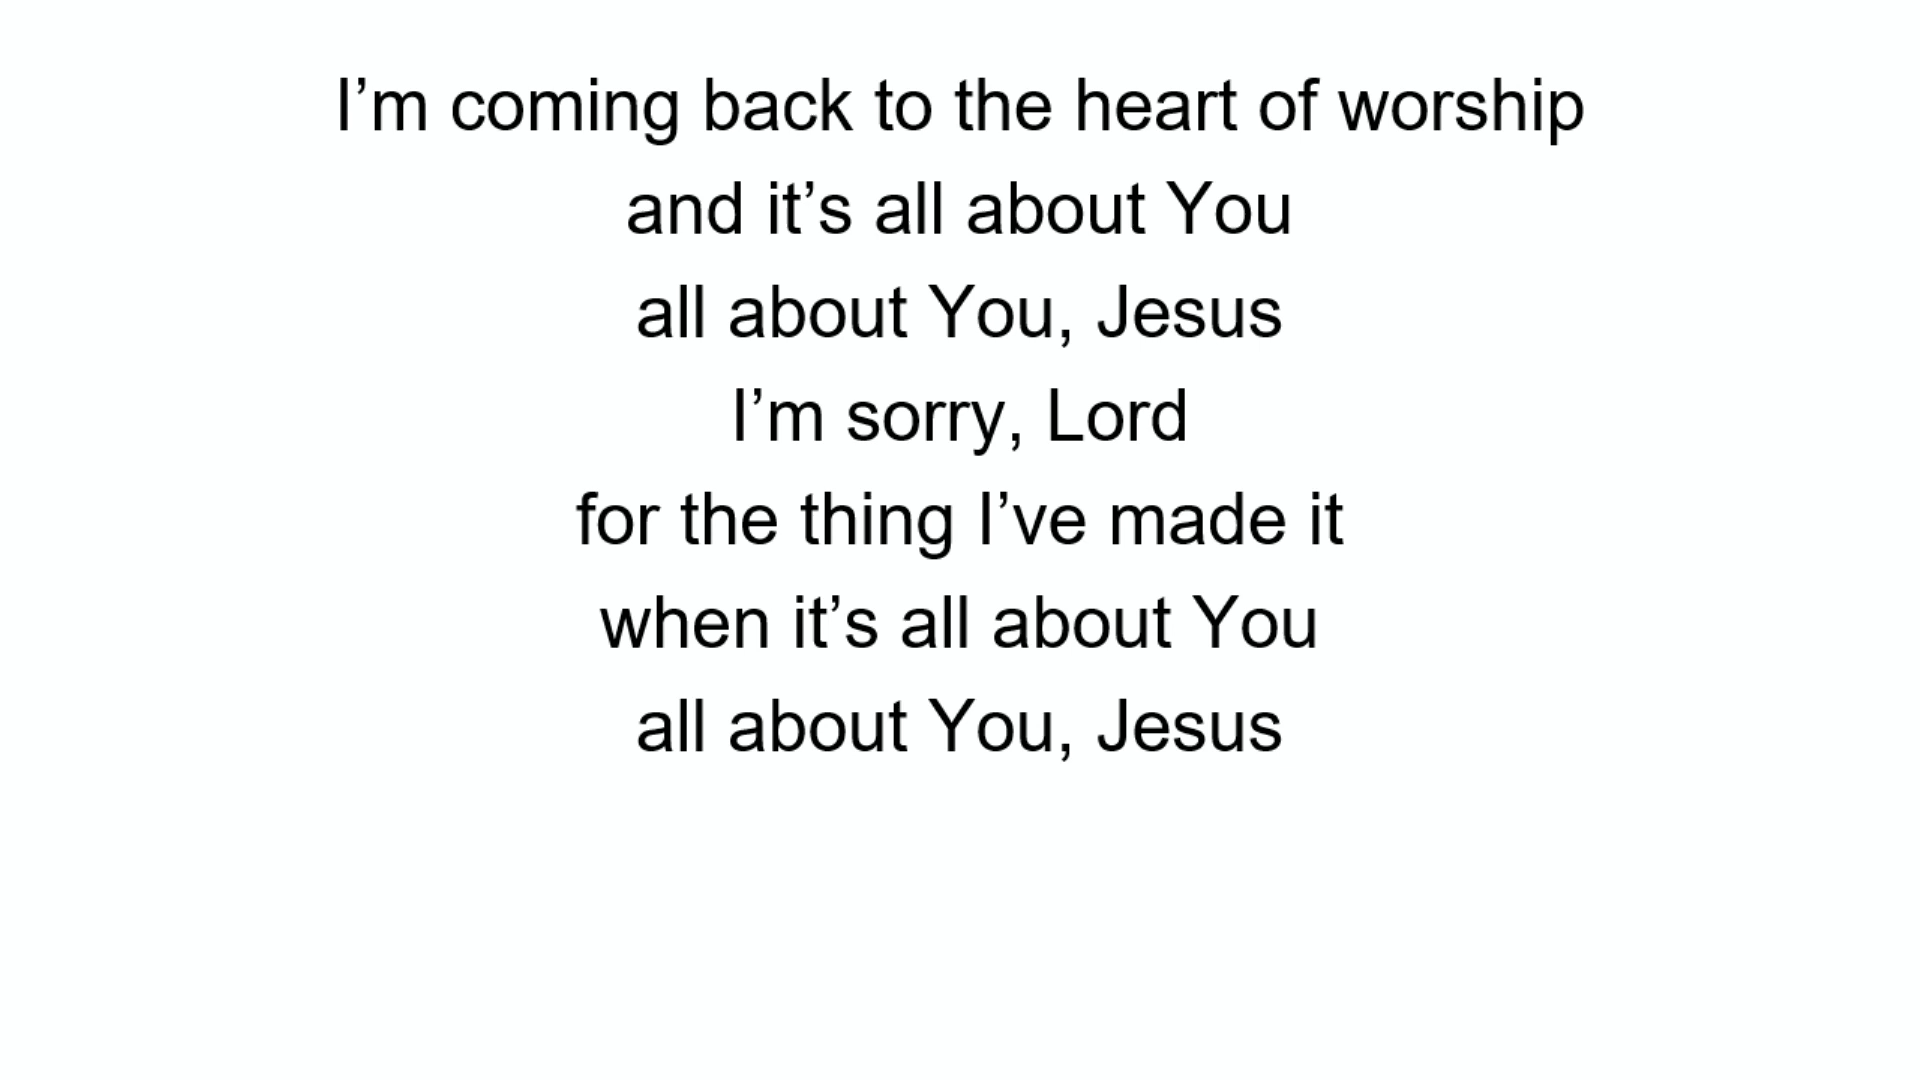 I’m coming back to the heart of worship
and it’s all about You
all about You, Jesus
I’m sorry, Lord
for the thing I’ve made it
when it’s all about You
all about You, Jesus